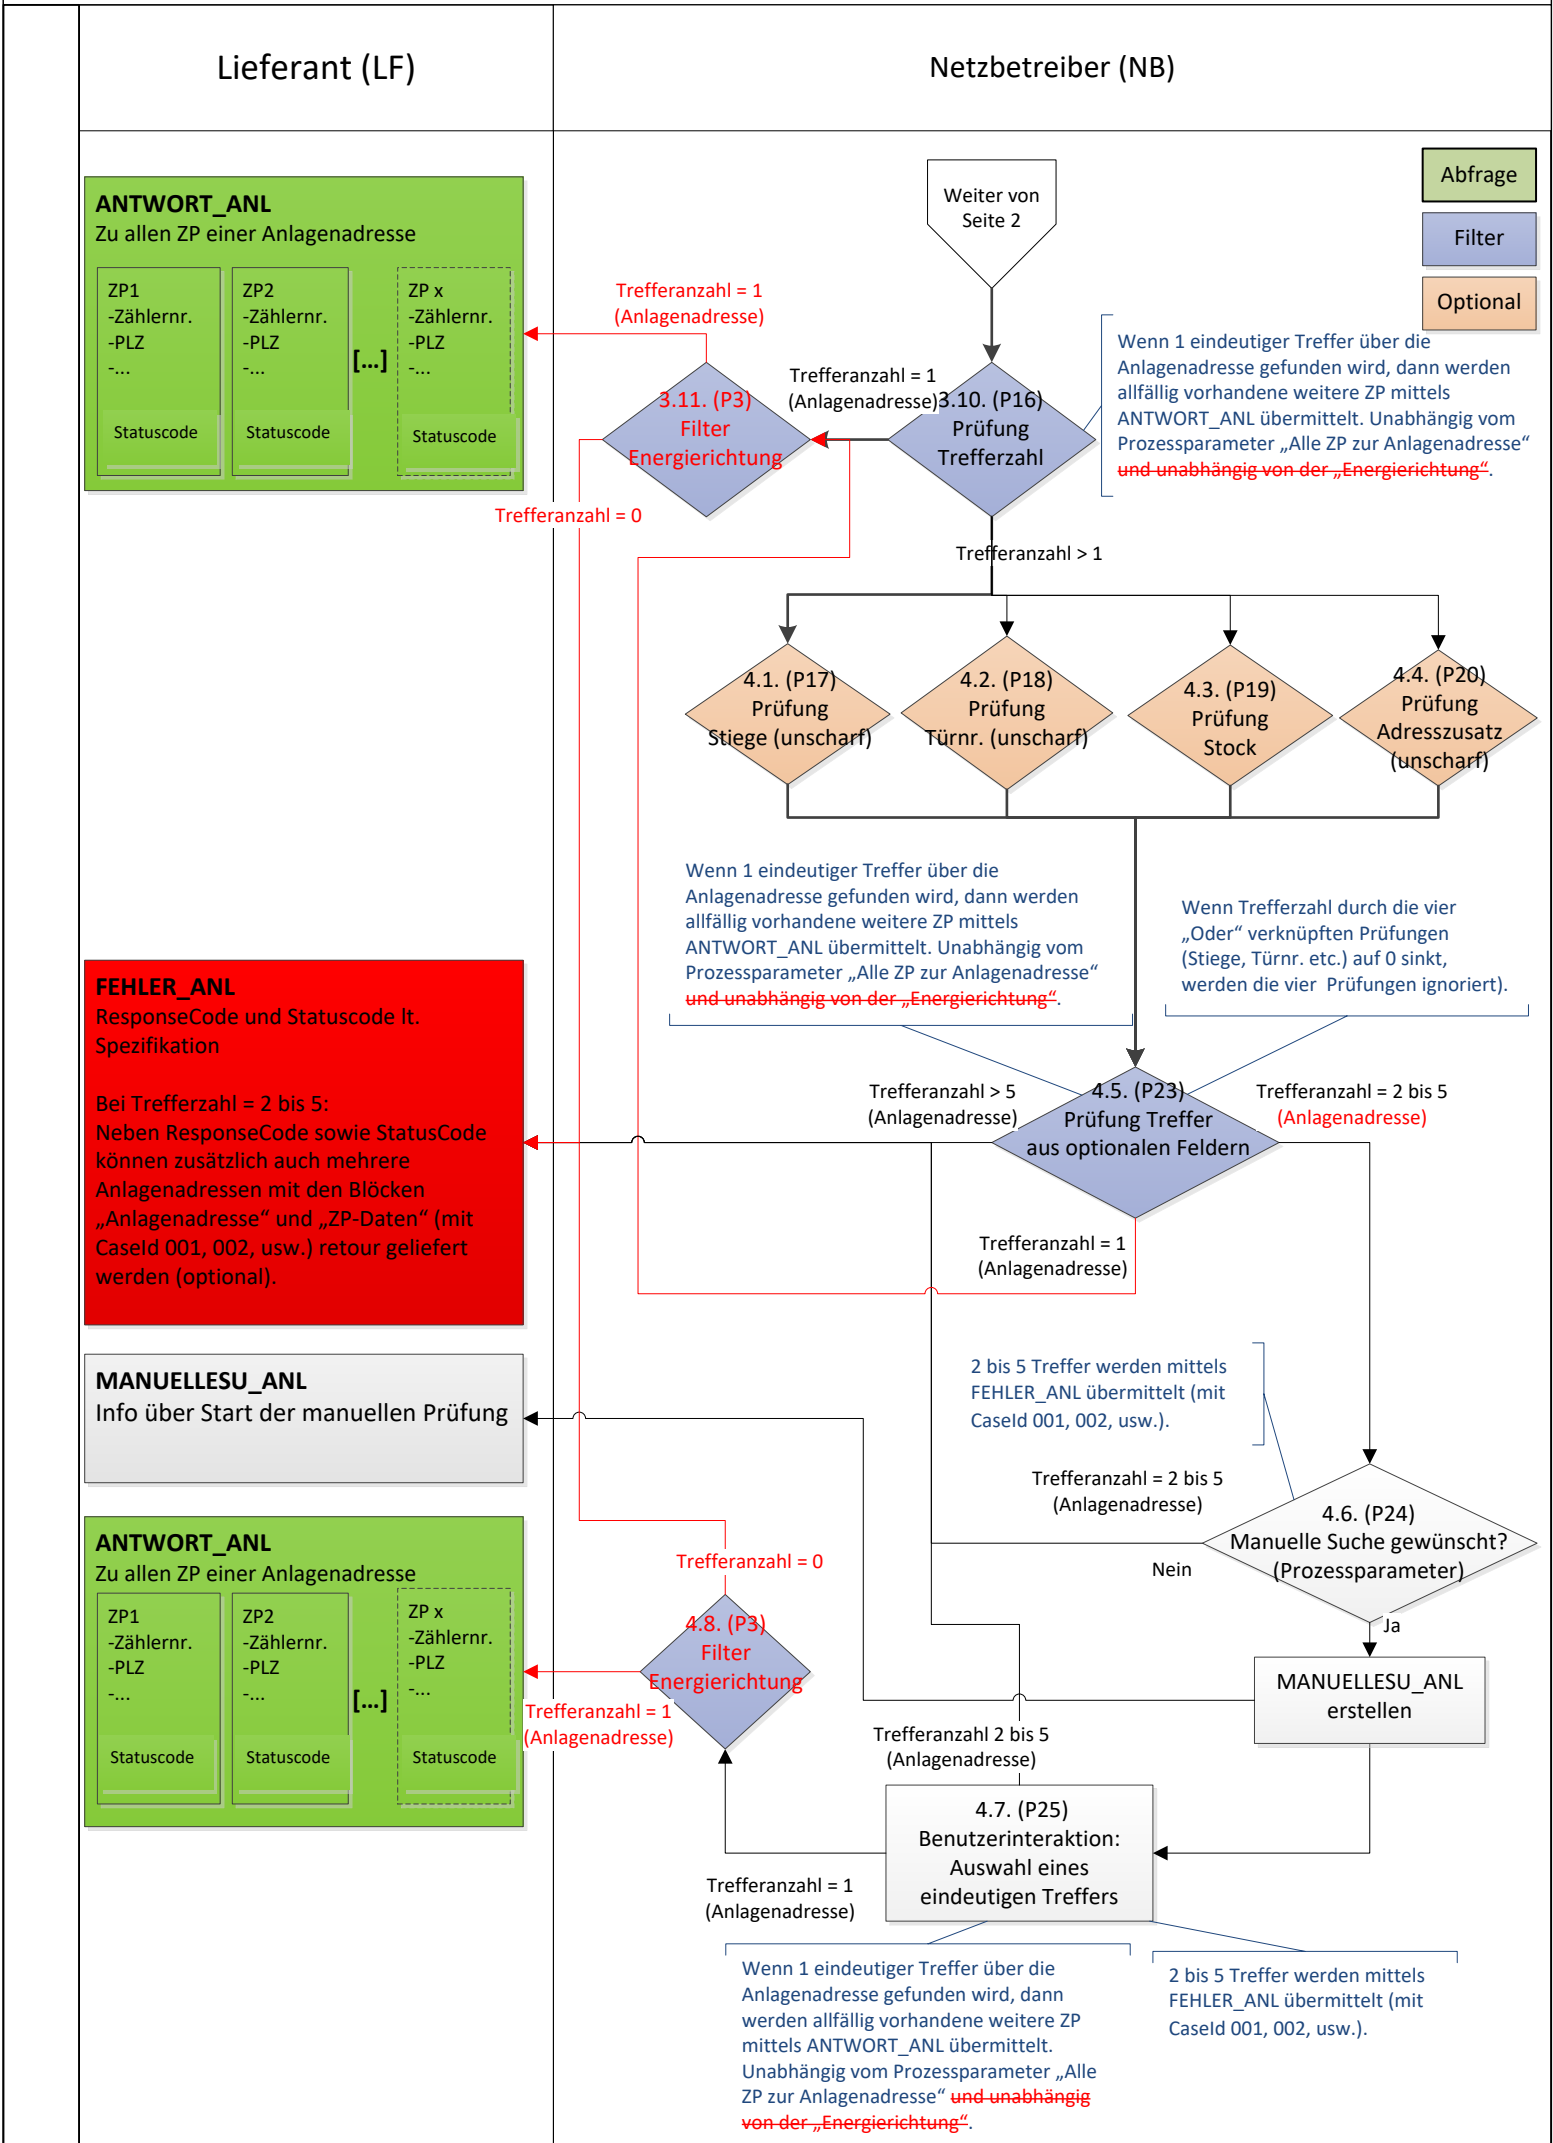 Lieferant (LF)
Netzbetreiber (NB)
Abfrage
Filter
Optional
Weiter von
Seite 2
ANTWORT_ANL
Zu allen ZP einer Anlagenadresse
ZP1
-Zählernr.
-PLZ
-...
Statuscode
ZP2
-Zählernr.
-PLZ
-...
Statuscode
[...]
ZP x
-Zählernr.
-PLZ
-...
Statuscode
Trefferanzahl = 1
(Anlagenadresse)
3.11. (P3)
Filter
Energierichtung
Trefferanzahl = 0
Trefferanzahl = 1
(Anlagenadresse)
3.10. (P16)
Prüfung
Trefferzahl
Wenn 1 eindeutiger Treffer über die
Anlagenadresse gefunden wird, dann werden
allfällig vorhandene weitere ZP mittels
ANTWORT_ANL übermittelt. Unabhängig vom
Prozessparameter „Alle ZP zur Anlagenadresse“
und unabhängig von der „Energierichtung“.
Trefferanzahl > 1
4.1. (P17)
Prüfung
Stiege (unscharf)
4.2. (P18)
Prüfung
Türnr. (unscharf)
4.3. (P19)
Prüfung
Stock
4.4. (P20)
Prüfung
Adresszusatz
(unscharf)
Wenn 1 eindeutiger Treffer über die
Anlagenadresse gefunden wird, dann werden
allfällig vorhandene weitere ZP mittels
ANTWORT_ANL übermittelt. Unabhängig vom
Prozessparameter „Alle ZP zur Anlagenadresse“
und unabhängig von der „Energierichtung“.
Wenn Trefferzahl durch die vier
„Oder“ verknüpften Prüfungen
(Stiege, Türnr. etc.) auf 0 sinkt,
werden die vier  Prüfungen ignoriert).
FEHLER_ANL
ResponseCode und Statuscode lt.
Spezifikation
Bei Trefferzahl = 2 bis 5:
Neben ResponseCode sowie StatusCode
können zusätzlich auch mehrere
Anlagenadressen mit den Blöcken
„Anlagenadresse“ und „ZP-Daten“ (mit
CaseId 001, 002, usw.) retour geliefert
werden (optional).
Trefferanzahl > 5
(Anlagenadresse)
4.5. (P23)
Prüfung Treffer
aus optionalen Feldern
Trefferanzahl = 2 bis 5
(Anlagenadresse)
Trefferanzahl = 1
(Anlagenadresse)
MANUELLESU_ANL
Info über Start der manuellen Prüfung
2 bis 5 Treffer werden mittels
FEHLER_ANL übermittelt (mit
CaseId 001, 002, usw.).
Trefferanzahl = 2 bis 5
(Anlagenadresse)
4.6. (P24)
Manuelle Suche gewünscht?
(Prozessparameter)
Nein
Ja
ANTWORT_ANL
Zu allen ZP einer Anlagenadresse
ZP1
-Zählernr.
-PLZ
-...
Statuscode
ZP2
-Zählernr.
-PLZ
-...
Statuscode
[...]
ZP x
-Zählernr.
-PLZ
-...
Statuscode
Trefferanzahl = 0
4.8. (P3)
Filter
Energierichtung
Trefferanzahl = 1
(Anlagenadresse)
MANUELLESU_ANL
erstellen
Trefferanzahl 2 bis 5
(Anlagenadresse)
4.7. (P25)
Benutzerinteraktion:
Auswahl eines
eindeutigen Treffers
Trefferanzahl = 1
(Anlagenadresse)
Wenn 1 eindeutiger Treffer über die
Anlagenadresse gefunden wird, dann
werden allfällig vorhandene weitere ZP
mittels ANTWORT_ANL übermittelt.
Unabhängig vom Prozessparameter „Alle
ZP zur Anlagenadresse“ und unabhängig
von der „Energierichtung“.
2 bis 5 Treffer werden mittels
FEHLER_ANL übermittelt (mit
CaseId 001, 002, usw.).